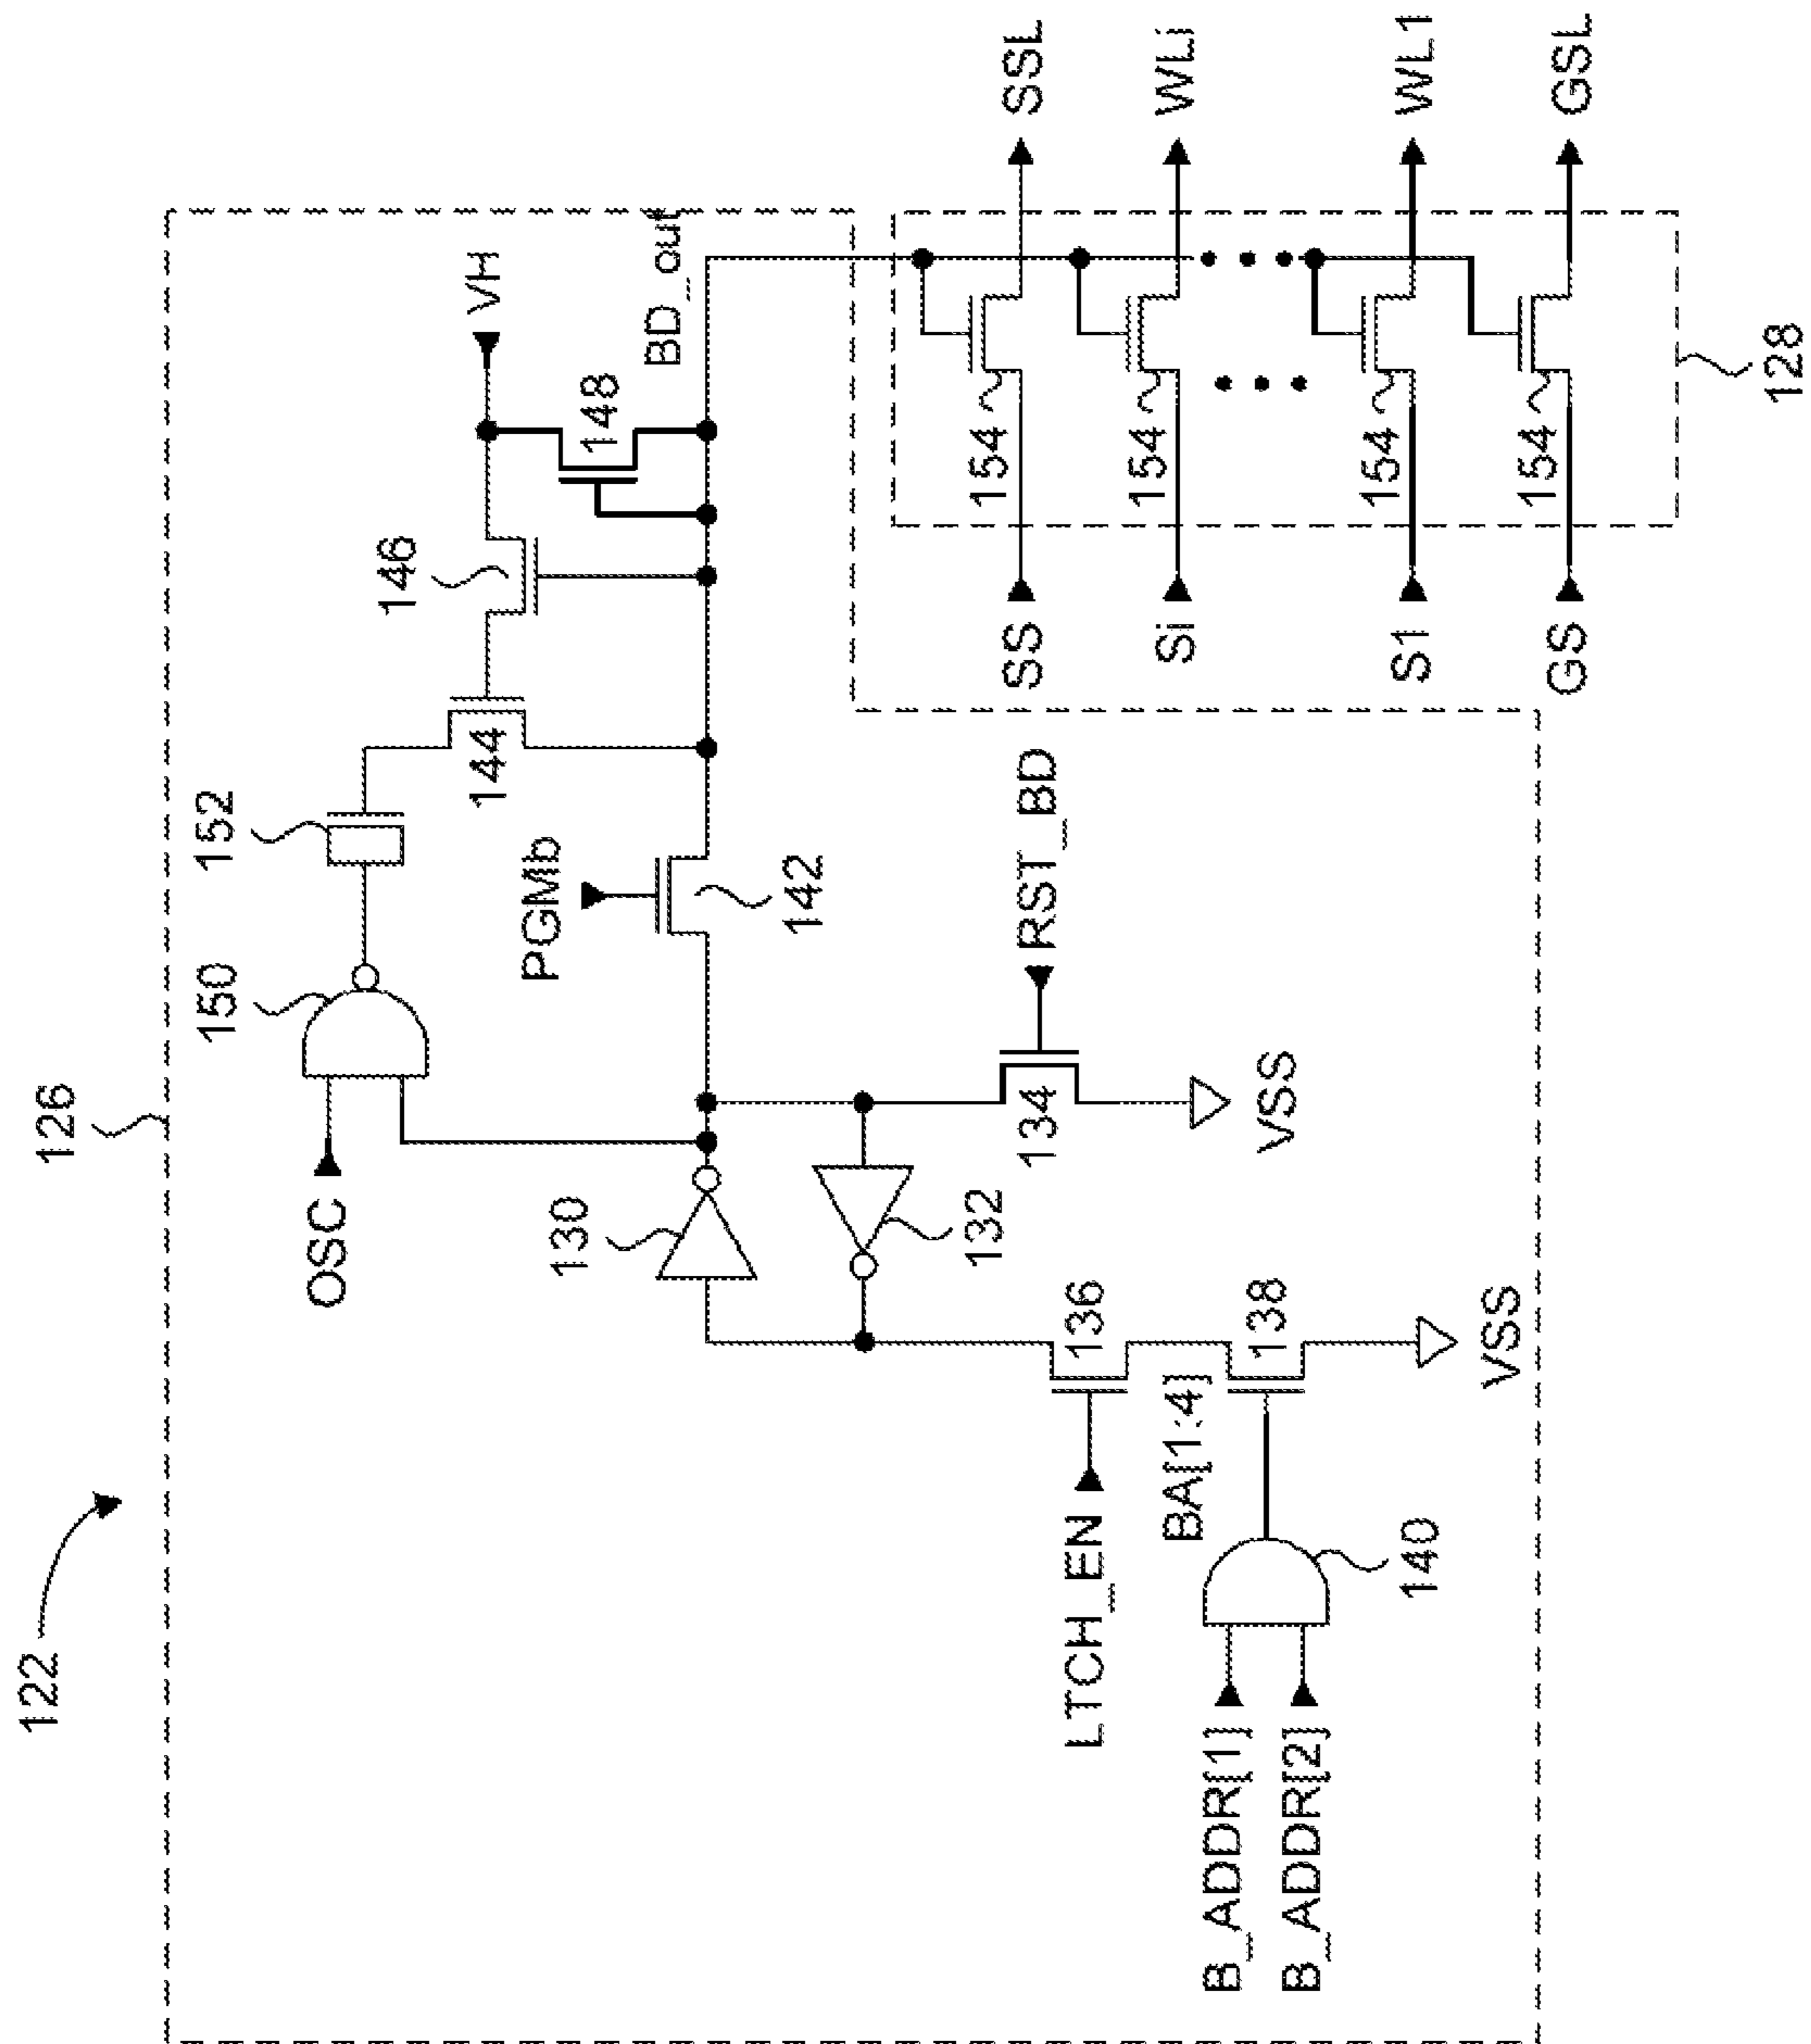 122
126
OSC
150
152
PGMb
142
144
146
VH
148
BD_out
130
132
134
RST_BD
VSS
LTCH_EN
136
BA[1:4]
138
B_ADDR[1]
B_ADDR[2]
140
VSS
SS
154
SSL
Si
154
WLi
S1
154
WL1
GS
154
GSL
128